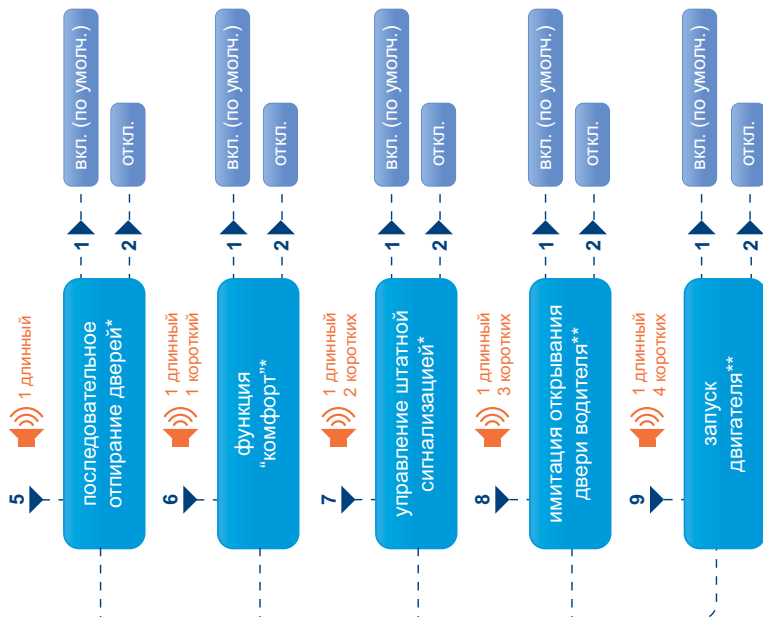 5
1 длинный
последовательное
отпирание дверей*
1
вкл. (по умолч.)
2
откл.
6
1 длинный
1 короткий
функция
“комфорт”*
1
вкл. (по умолч.)
2
откл.
7
1 длинный
2 коротких
управление штатной
сигнализацией*
1
вкл. (по умолч.)
2
откл.
8
1 длинный
3 коротких
имитация открывания
двери водителя**
1
вкл. (по умолч.)
2
откл.
9
1 длинный
4 коротких
запуск
двигателя**
1
вкл. (по умолч.)
2
откл.